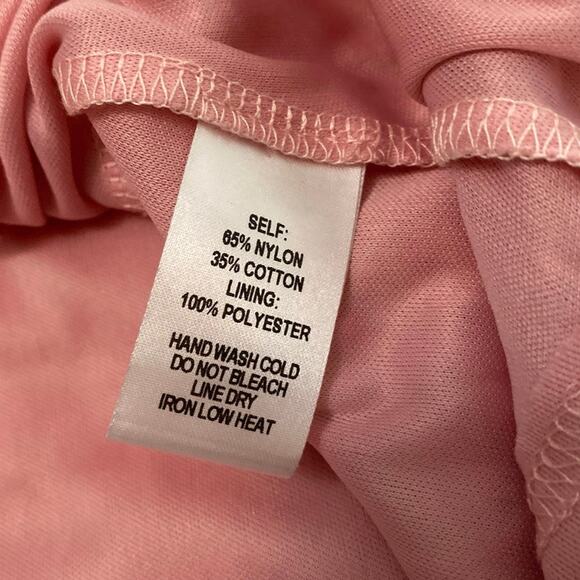 SELF:
65% NYLON
35% COTTON
LINING:
100% POLYESTER
HAND WASH COLD
DO NOT BLEACH
LINE DRY
IRON LOW HEAT